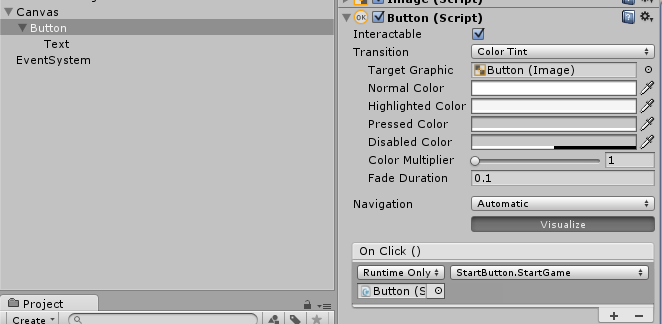 Canvas
Button
Text
EventSystem
Project
Create
Image (Script)
OK
Button (Script)
Interactable
Transition
Color Tint
Target Graphic
Button (Image)
Normal Color
Highlighted Color
Pressed Color
Disabled Color
Color Multiplier
1
Fade Duration
0.1
Navigation
Automatic
Visualize
On Click ()
Runtime Only
StartButton.StartGame
Button (S